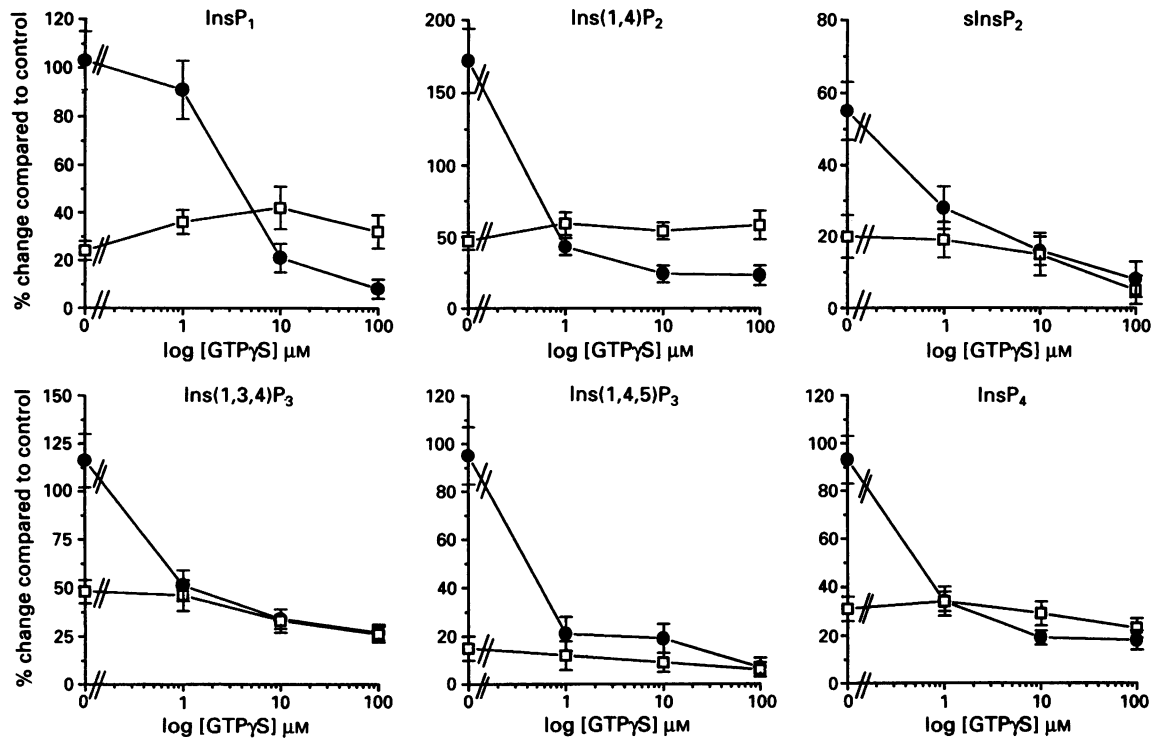 InsP₁
% change compared to control
120
100
80
60
40
20
0
0 1 10 100
log [GTPγS] μM
Ins(1,4)P₂
200
150
100
50
0
0 1 10 100
log [GTPγS] μM
sInsP₂
80
60
40
20
0
0 1 10 100
log [GTPγS] μM
Ins(1,3,4)P₃
% change compared to control
150
125
100
75
50
25
0
0 1 10 100
log [GTPγS] μM
Ins(1,4,5)P₃
120
100
80
60
40
20
0
0 1 10 100
log [GTPγS] μM
InsP₄
120
100
80
60
40
20
0
0 1 10 100
log [GTPγS] μM